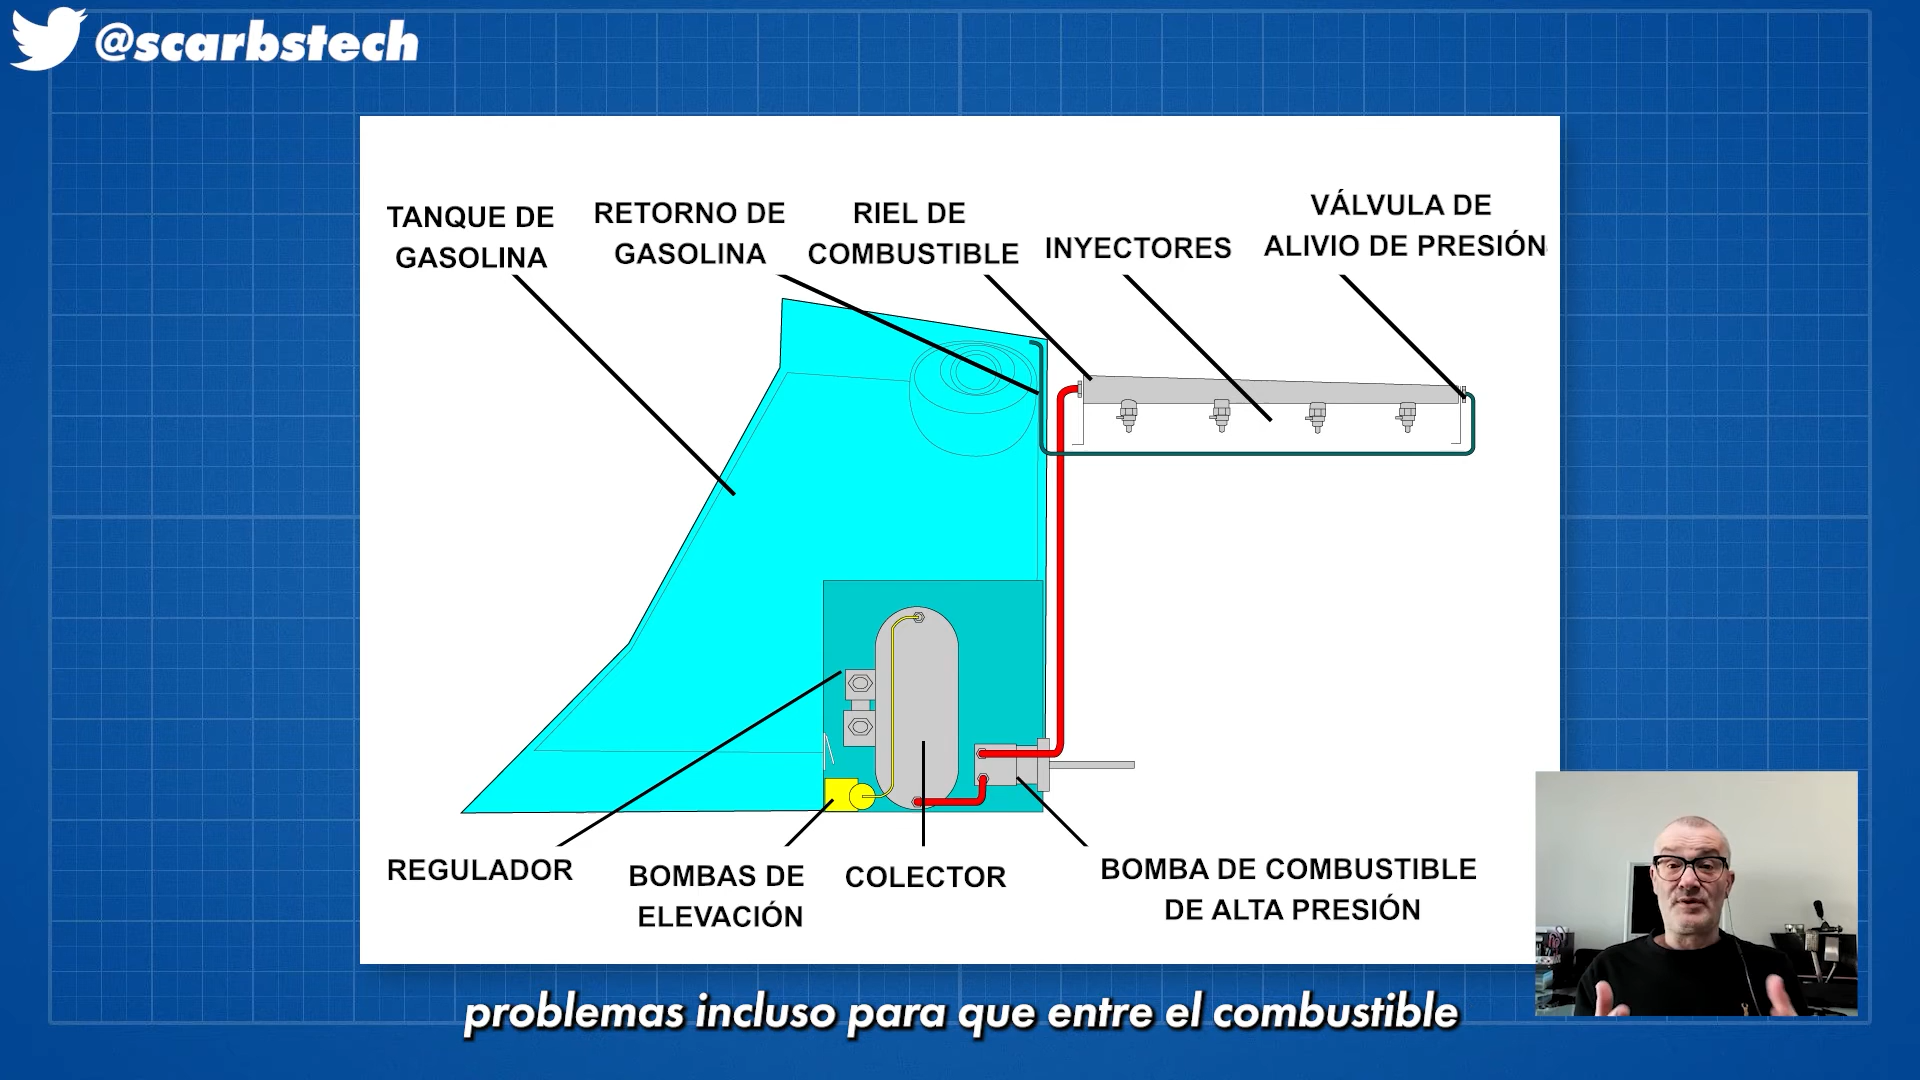 @scarbstech
TANQUE DE
GASOLINA
RETORNO DE
GASOLINA
RIEL DE
COMBUSTIBLE
INYECTORES
VÁLVULA DE
ALIVIO DE PRESIÓN
REGULADOR
BOMBAS DE
ELEVACIÓN
COLECTOR
BOMBA DE COMBUSTIBLE
DE ALTA PRESIÓN
problemas incluso para que entre el combustible